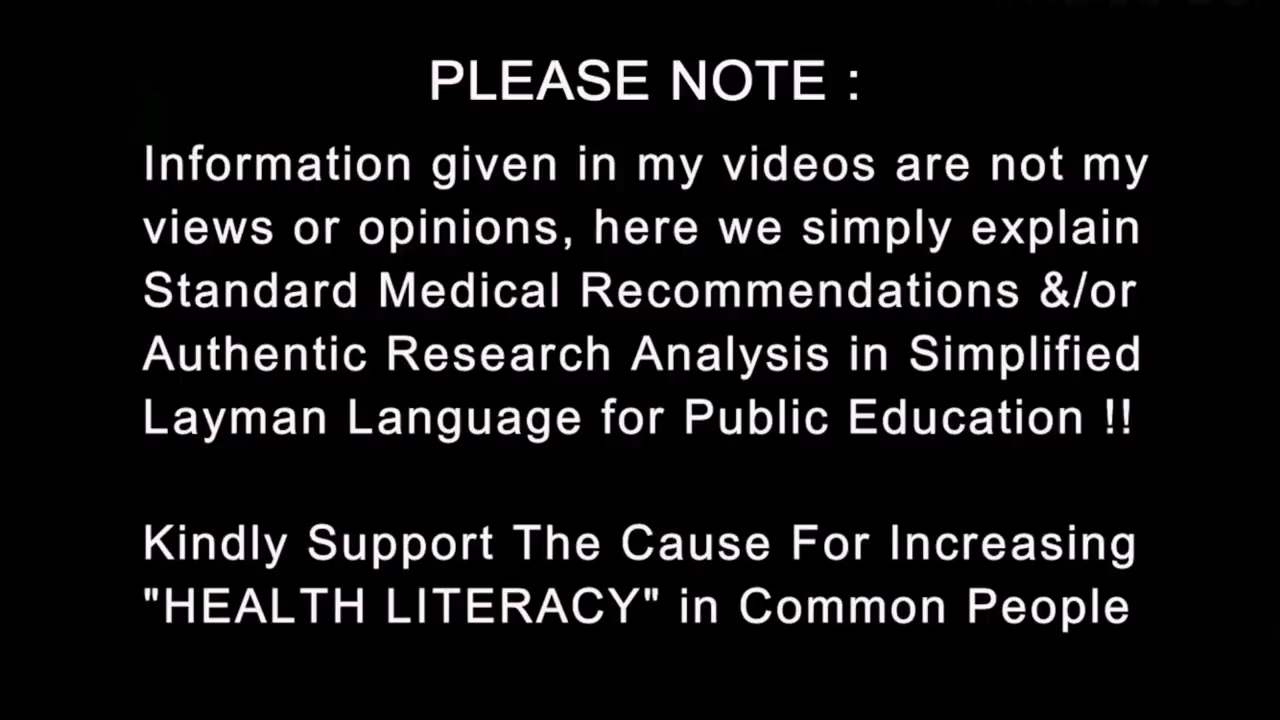 PLEASE NOTE :
Information given in my videos are not my
views or opinions, here we simply explain
Standard Medical Recommendations &/or
Authentic Research Analysis in Simplified
Layman Language for Public Education !!
Kindly Support The Cause For Increasing
"HEALTH LITERACY" in Common People